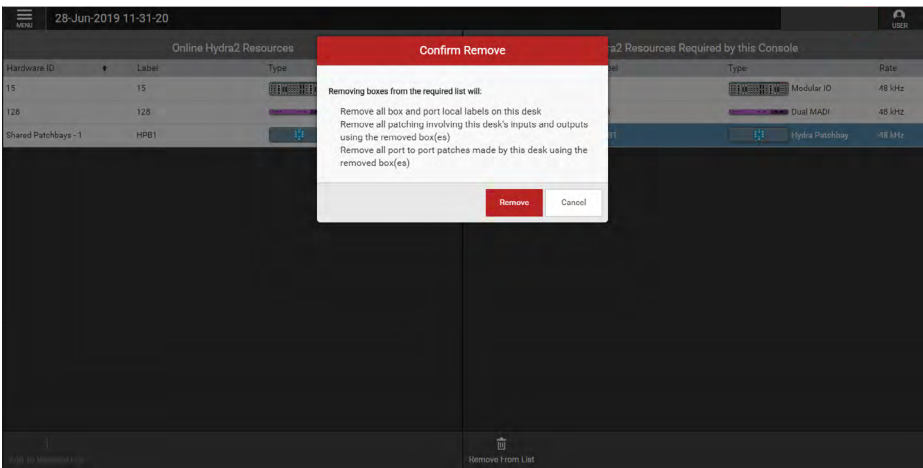 MENU
28-Jun-2019 11-31-20
USER
Online Hydra2 Resources
Resources Required by this Console
Hardware ID
Label
Type
Type
Rate
15
15
Modular IO
48 kHz
128
128
Dual MADI
48 kHz
Shared Patchbays - 1
HPB1
Hydra Patchbay
48 kHz
Confirm Remove
Removing boxes from the required list will:
Remove all box and port local labels on this desk
Remove all patching involving this desk's inputs and outputs
using the removed box(es)
Remove all port to port patches made by this desk using the
removed box(es)
Remove
Cancel
Remove From List